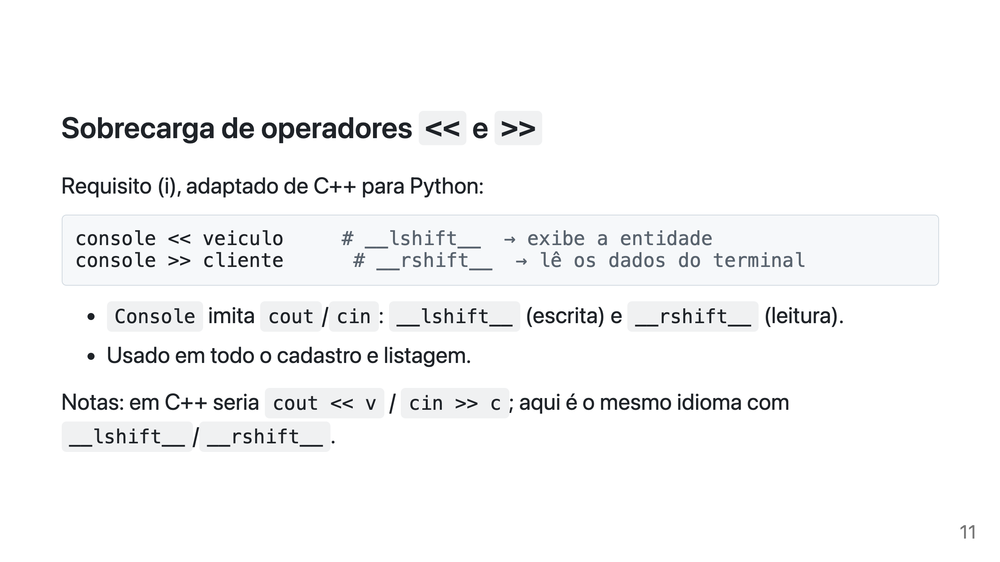 Sobrecarga de operadores << e >>
Requisito (i), adaptado de C++ para Python:
console << veiculo     # __lshift__  → exibe a entidade
console >> cliente      # __rshift__  → lê os dados do terminal
• Console imita cout/cin: __lshift__ (escrita) e __rshift__ (leitura).
• Usado em todo o cadastro e listagem.
Notas: em C++ seria cout << v / cin >> c; aqui é o mesmo idioma com
__lshift__/__rshift__.
11